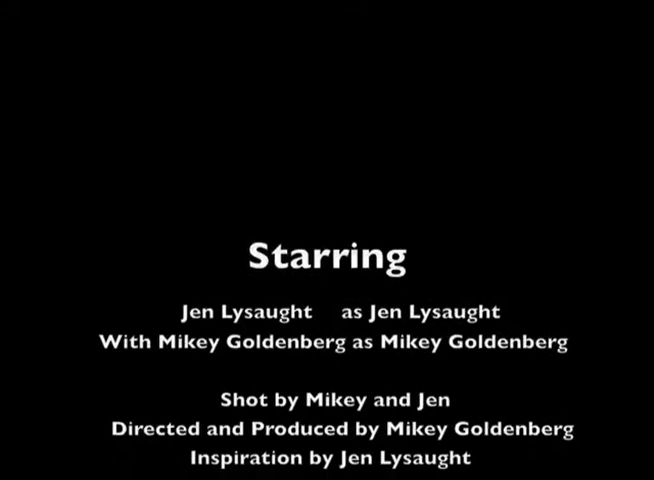 Starring
Jen Lysaught as Jen Lysaught
With Mikey Goldenberg as Mikey Goldenberg
Shot by Mikey and Jen
Directed and Produced by Mikey Goldenberg
Inspiration by Jen Lysaught